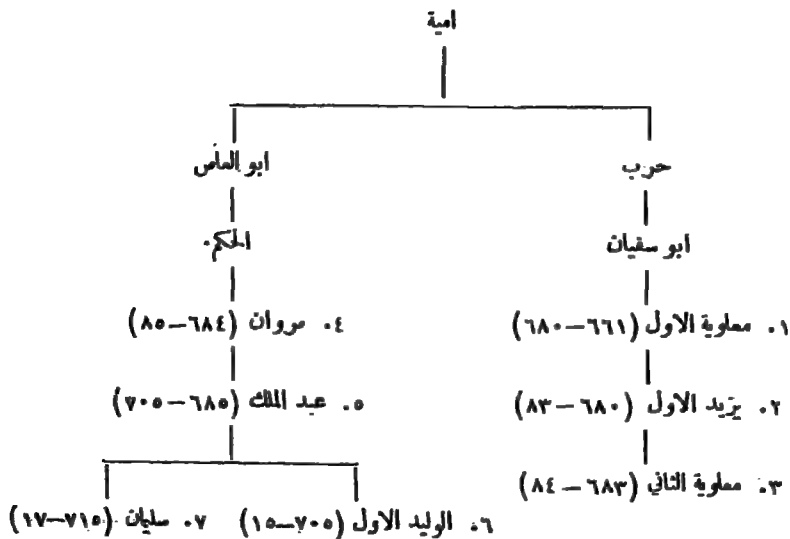 امية
حرب ابو العاص
ابو سفيان الحكم.
١. معاوية الاول (٦٦١–٦٨٠) ٤. مروان (٦٨٤–٨٥)
٢. يزيد الاول (٦٨٠–٨٣) ٥. عبد الملك (٦٨٥–٧٠٥)
٣. معاوية الثاني (٦٨٣–٨٤)
٦. الوليد الاول (٧٠٥–١٥) ٧. سليان (٧١٥–١٧)